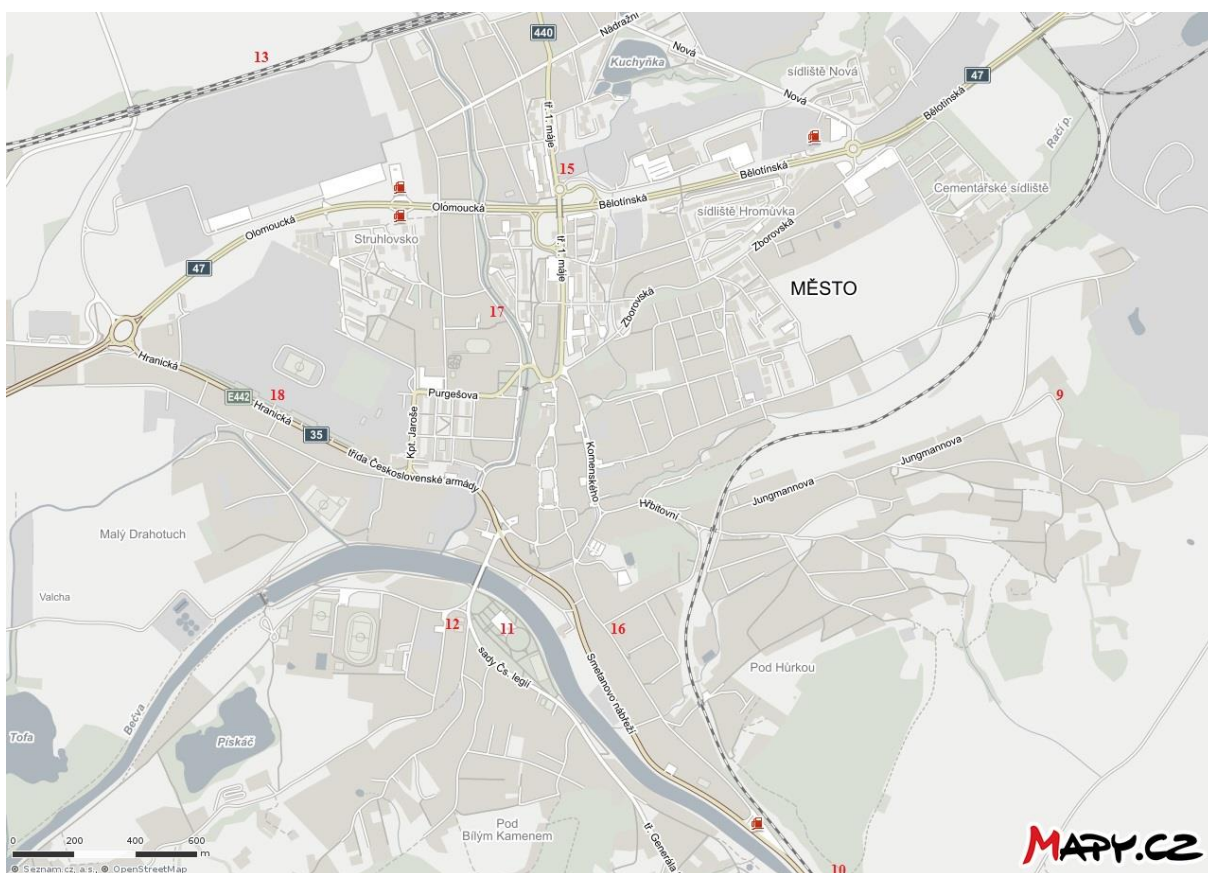 440
Nádražní
Kuchyňka
Nová
sídliště Nová
47
Bělotínská
13
tř. 1. máje
Nová
Račí p.
15
Bělotínská
Bělotínská
Cementářské sídliště
Olomoucká
Olomoucká
sídliště Hromůvka
Struhlovsko
Zborovská
47
tř. 1. máje
MĚSTO
17
Zborovská
Hranická
E442
18
Hranická
Purgešova
9
35
Kpt. Jaroše
Komenského
Jungmannova
třída Československé armády
Jungmannova
Hřbitovní
Malý Drahotuch
Valcha
12
11
16
sady Čs. legií
Smetanovo nábřeží
Pod Hůrkou
Bečva
Tofa
Pískáč
Pod
Bílým Kamenem
tř. Generála
0 200 400 600
m
10
MAPY.CZ
© Seznam.cz, a.s., © OpenStreetMap